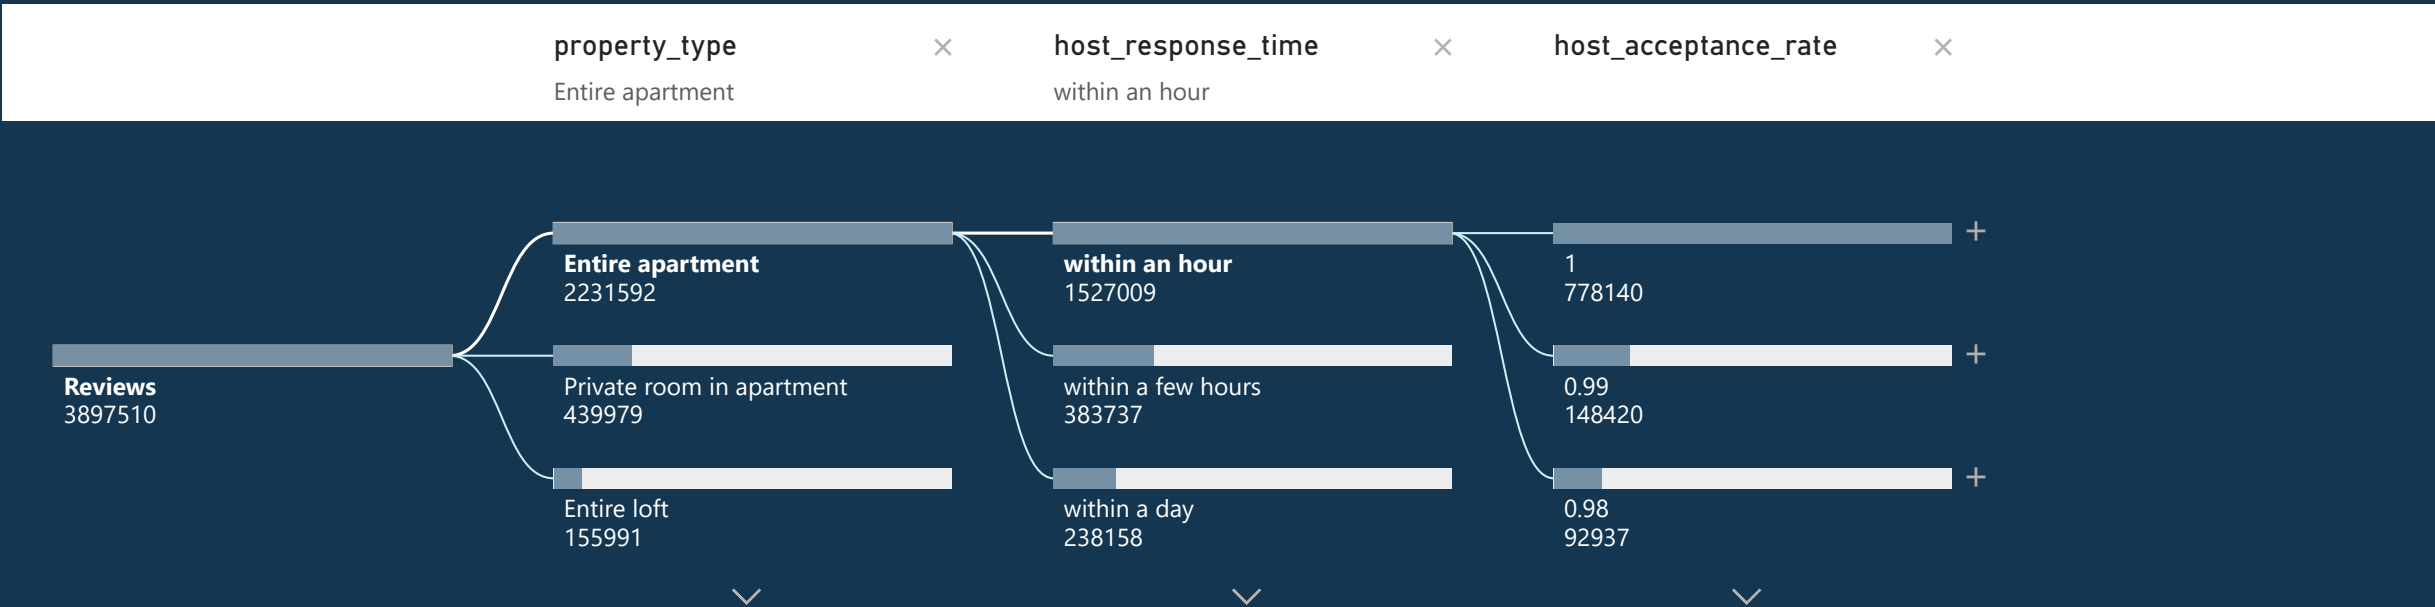 property_type
Entire apartment
host_response_time
within an hour
host_acceptance_rate
Reviews
3897510
Entire apartment
2231592
Private room in apartment
439979
Entire loft
155991
within an hour
1527009
within a few hours
383737
within a day
238158
1
778140
0.99
148420
0.98
92937